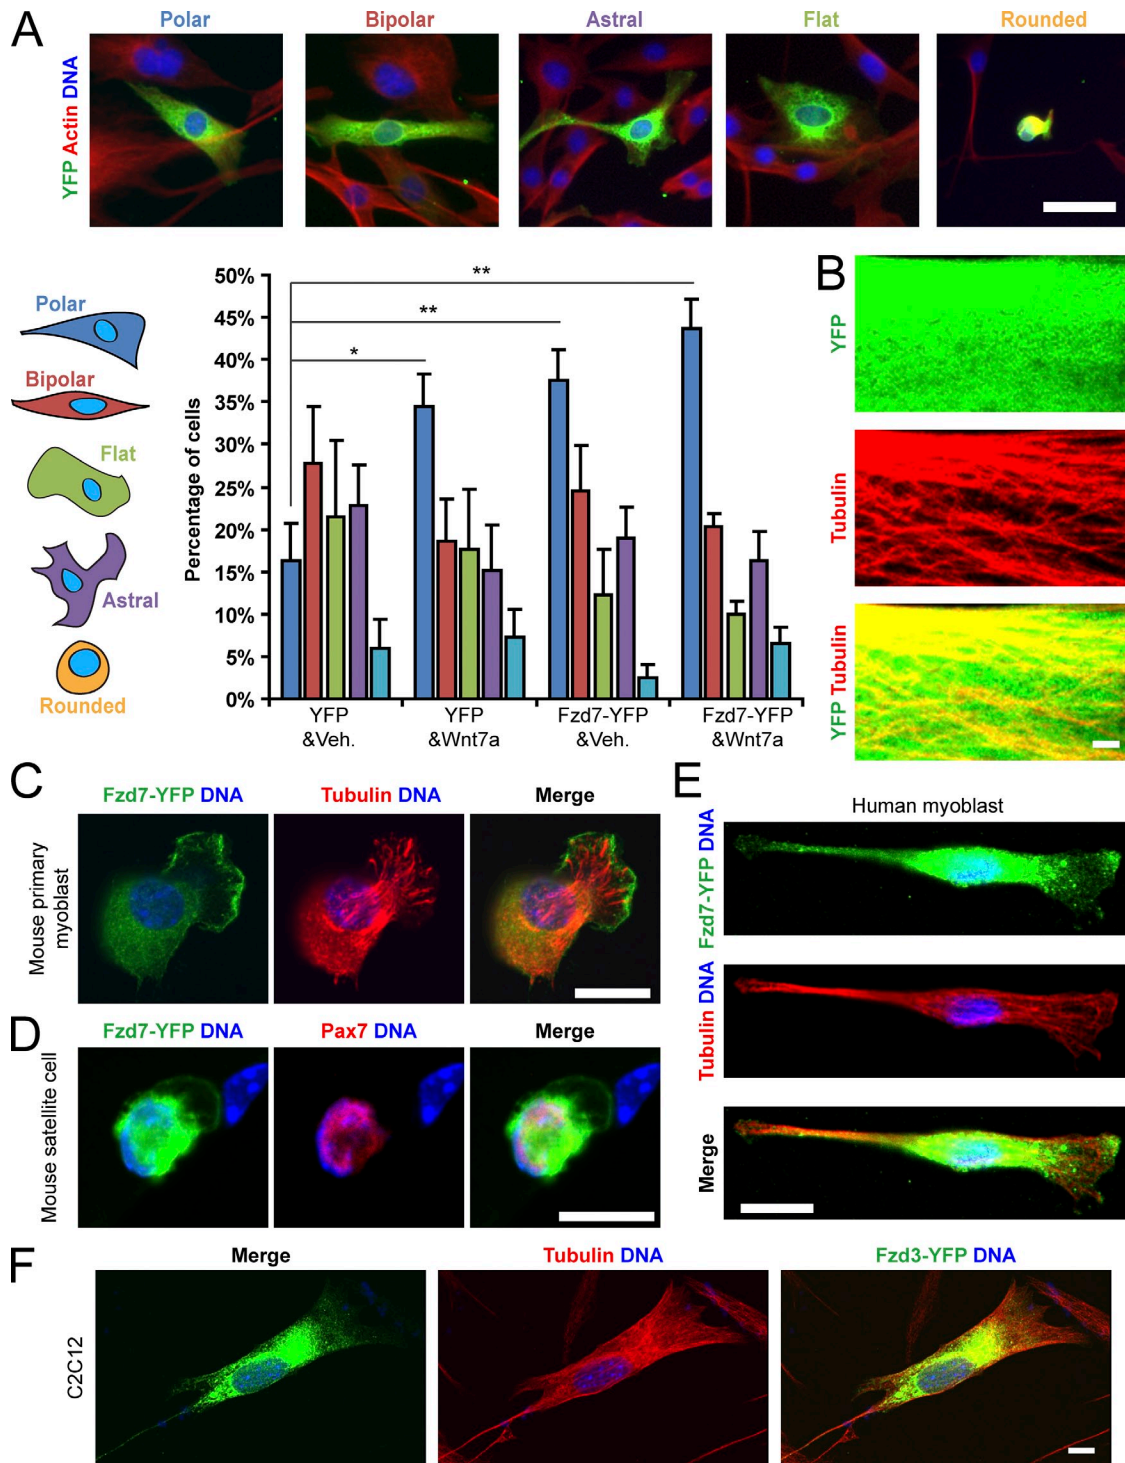 A
Polar
Bipolar
Astral
Flat
Rounded
YFP Actin DNA
Polar
Bipolar
Flat
Astral
Rounded
Percentage of cells
50%
45%
40%
35%
30%
25%
20%
15%
10%
5%
0%
**
**
*
YFP
&Veh.
YFP
&Wnt7a
Fzd7-YFP
&Veh.
Fzd7-YFP
&Wnt7a
B
YFP
Tubulin
YFP Tubulin
C
Fzd7-YFP DNA
Tubulin DNA
Merge
Mouse primary
myoblast
D
Fzd7-YFP DNA
Pax7 DNA
Merge
Mouse satellite cell
E
Human myoblast
Fzd7-YFP DNA
Tubulin DNA
Merge
F
Merge
Tubulin DNA
Fzd3-YFP DNA
C2C12